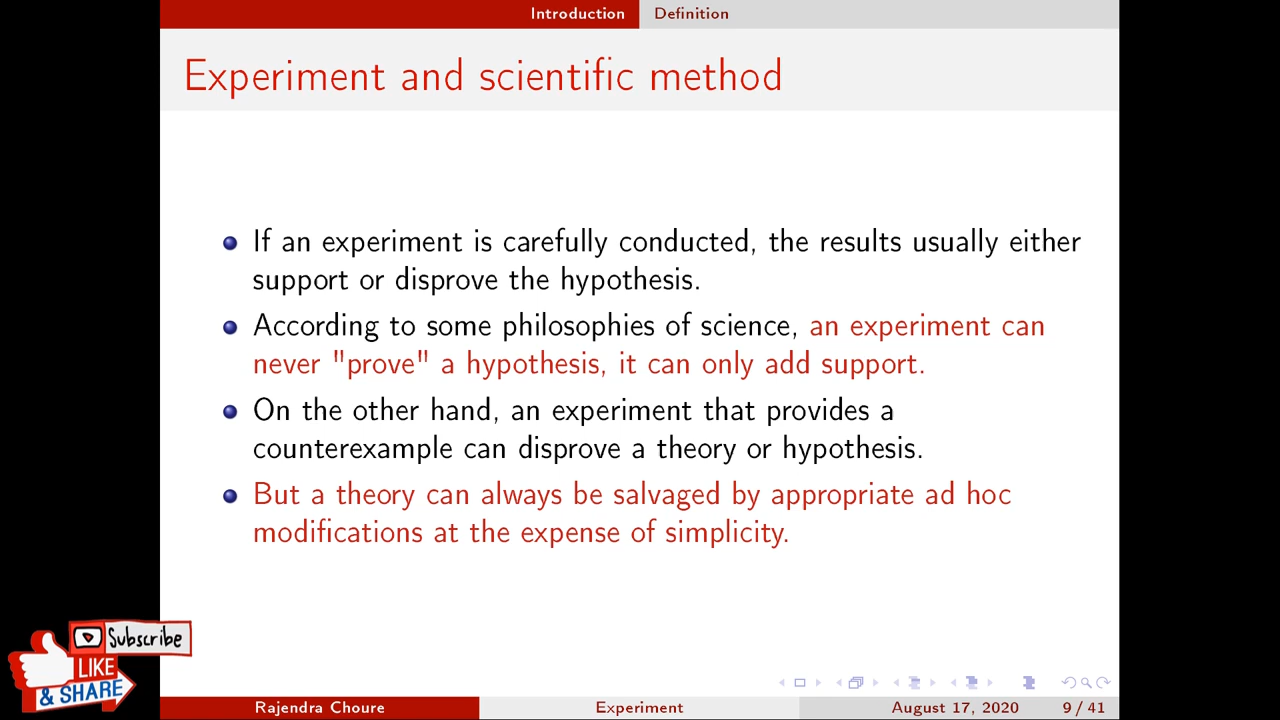 Introduction Definition
Experiment and scientific method
If an experiment is carefully conducted, the results usually either
support or disprove the hypothesis.
According to some philosophies of science, an experiment can
never "prove" a hypothesis, it can only add support.
On the other hand, an experiment that provides a
counterexample can disprove a theory or hypothesis.
But a theory can always be salvaged by appropriate ad hoc
modifications at the expense of simplicity.
Subscribe
LIKE
& SHARE
Rajendra Choure Experiment August 17, 2020 9 / 41